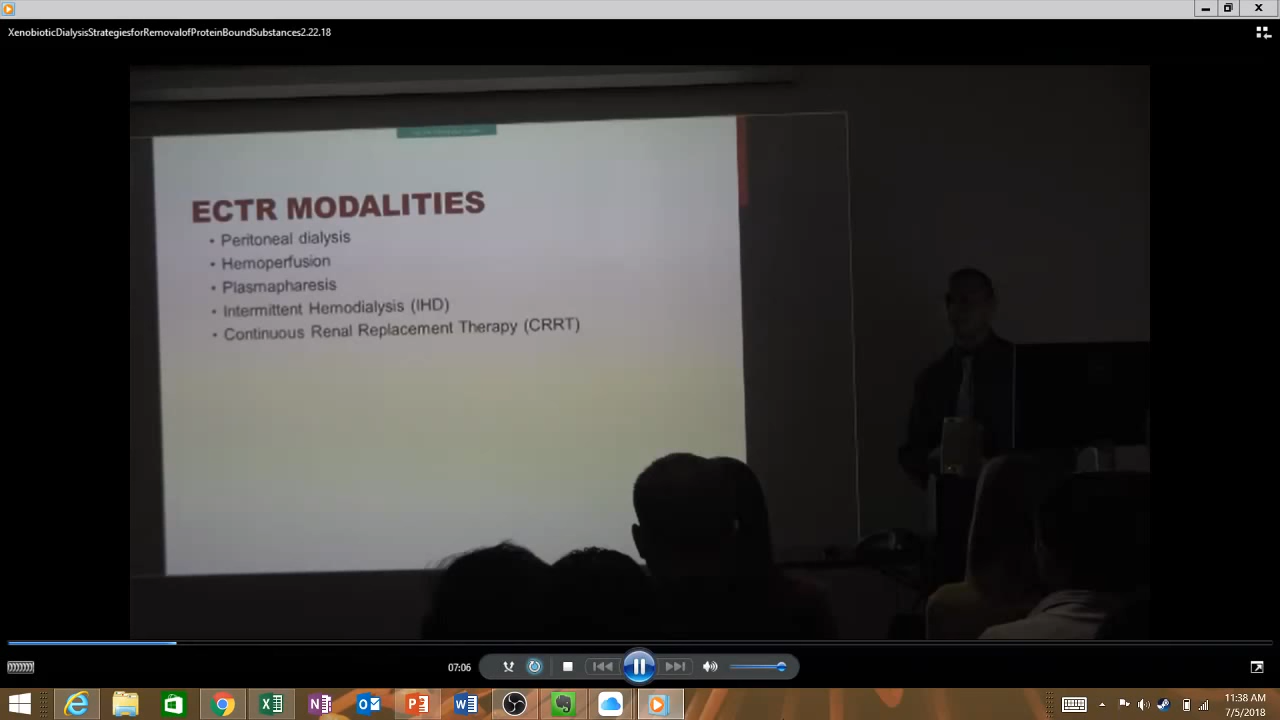 XenobioticDialysisStrategiesforRemovalofProteinBoundSubstances2.22.18
ECTR MODALITIES
• Peritoneal dialysis
• Hemoperfusion
• Plasmapharesis
• Intermittent Hemodialysis (IHD)
• Continuous Renal Replacement Therapy (CRRT)
07:06
11:38 AM
7/5/2018